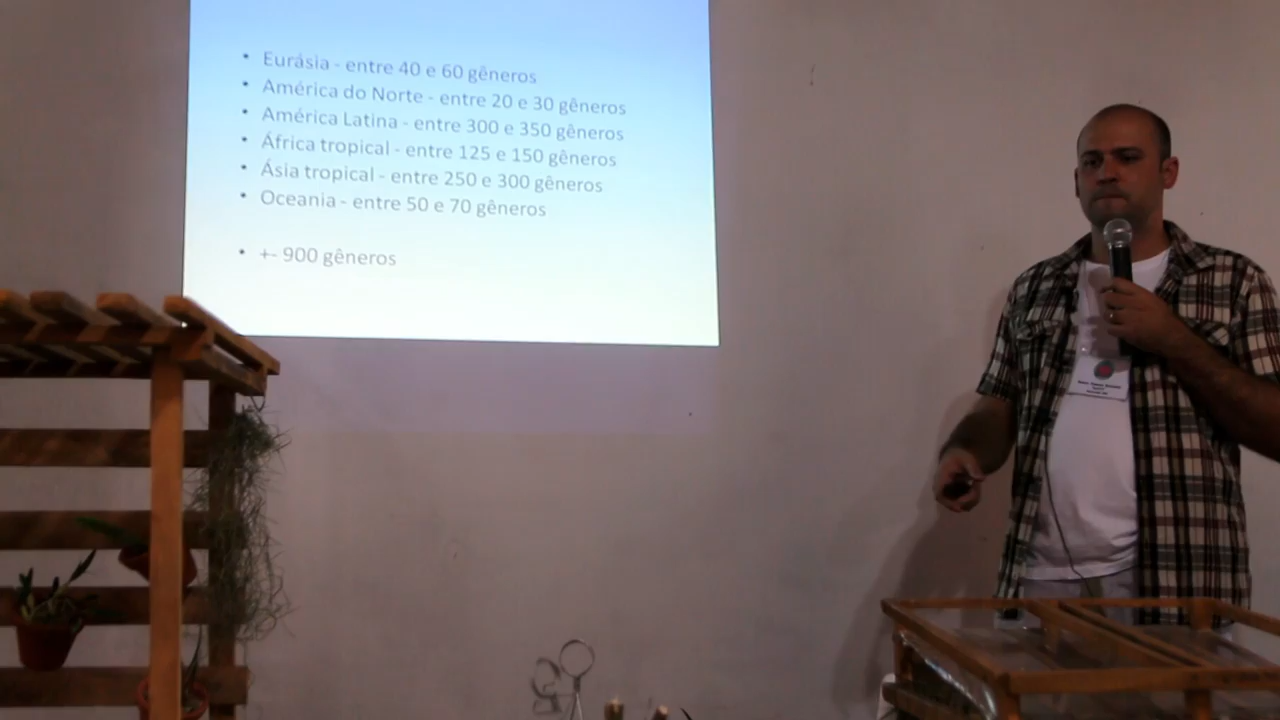 • Eurásia - entre 40 e 60 gêneros
• América do Norte - entre 20 e 30 gêneros
• América Latina - entre 300 e 350 gêneros
• África tropical - entre 125 e 150 gêneros
• Ásia tropical - entre 250 e 300 gêneros
• Oceania - entre 50 e 70 gêneros
• +- 900 gêneros